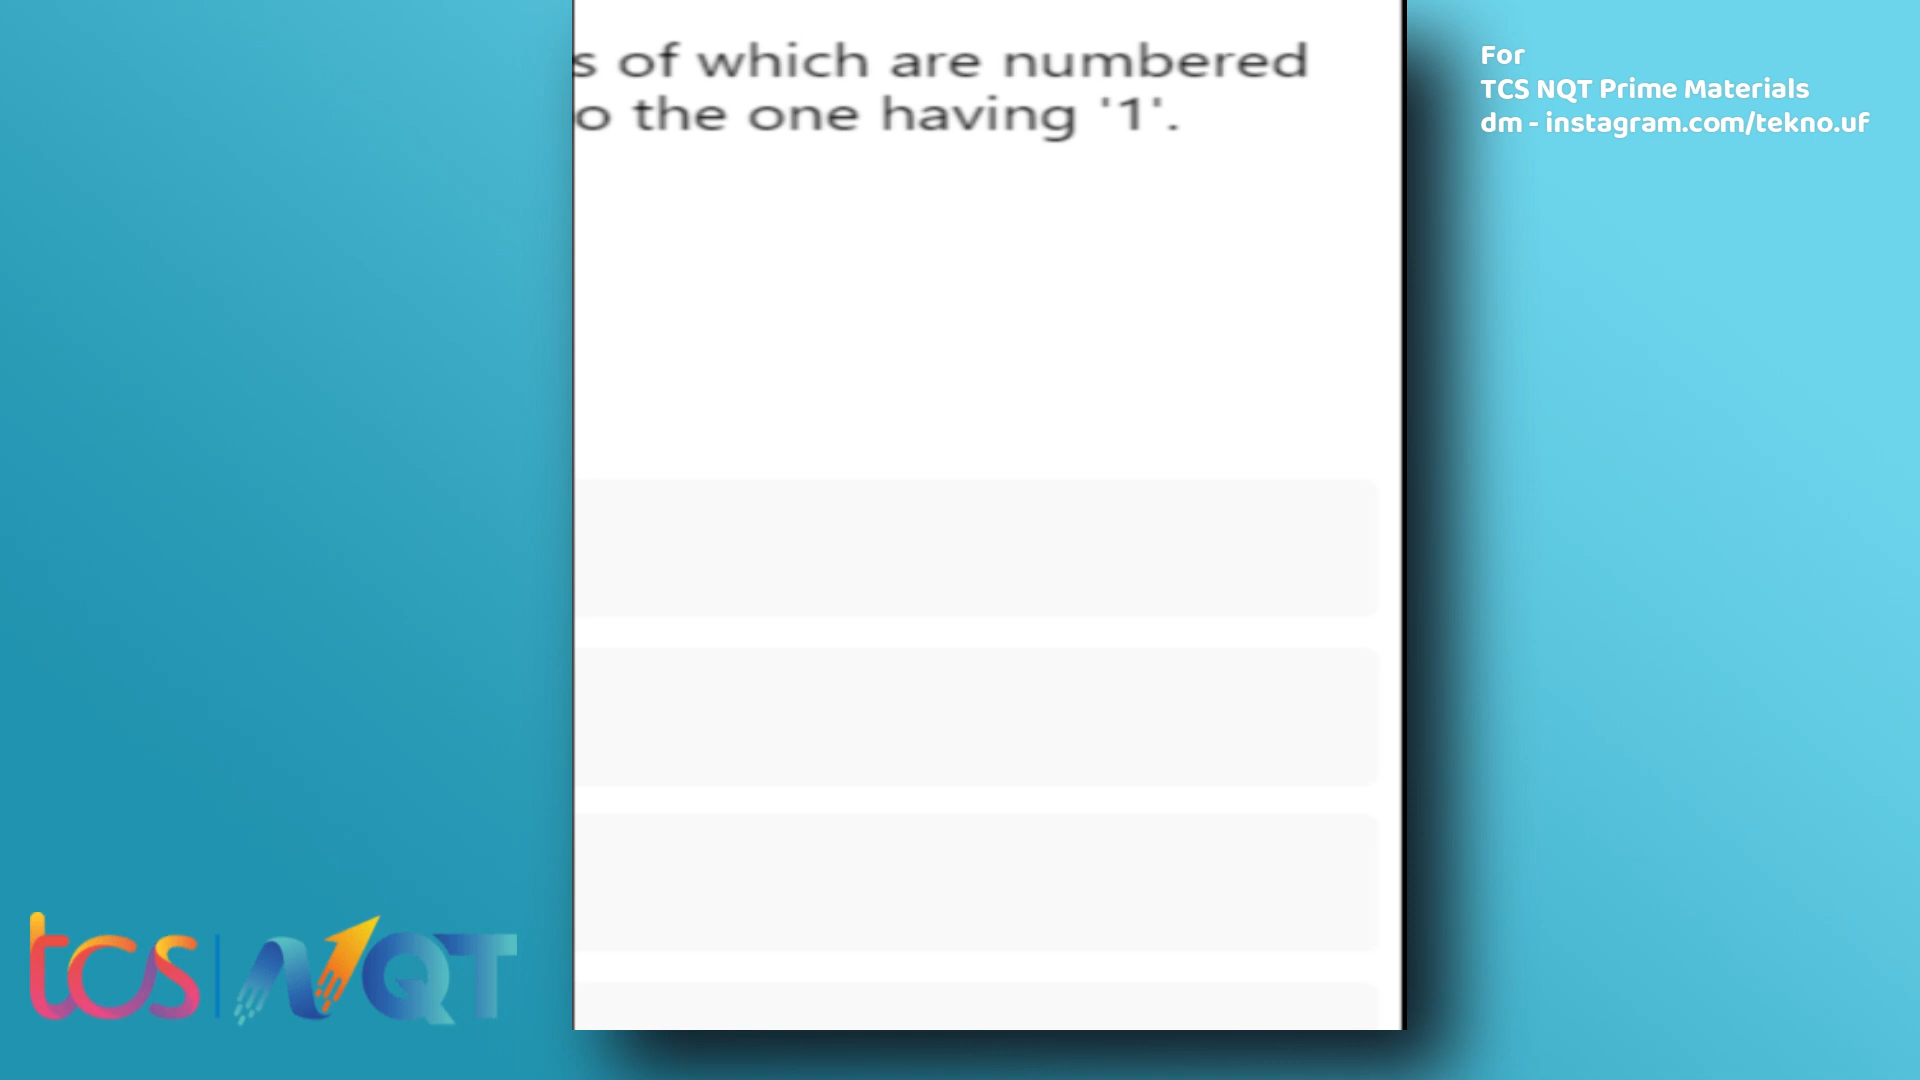 s of which are numbered
o the one having '1'.
For
TCS NQT Prime Materials
dm - instagram.com/tekno.uf
tcs NQT